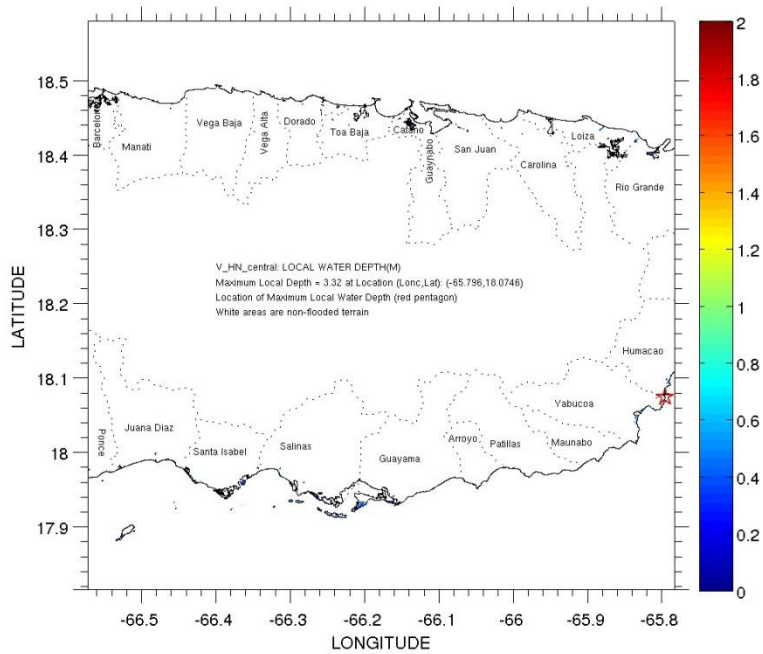 2
1.8
1.6
1.4
1.2
1
0.8
0.6
0.4
0.2
0
18.5
18.4
18.3
18.2
18.1
18
17.9
LATITUDE
Barcelon
Manati
Vega Baja
Vega Alta
Dorado
Toa Baja
Catano
Guaynabo
San Juan
Carolina
Loiza
Rio Grande
V_HN_central: LOCAL WATER DEPTH(M)
Maximum Local Depth = 3.32 at Location (Lonc,Lat): (-65.796,18.0746)
Location of Maximum Local Water Depth (red pentagon)
White areas are non-flooded terrain
Humacao
Yabucoa
Maunabo
Patillas
Arroyo
Guayama
Salinas
Santa Isabel
Juana Diaz
Ponce
-66.5
-66.4
-66.3
-66.2
-66.1
-66
-65.9
-65.8
LONGITUDE